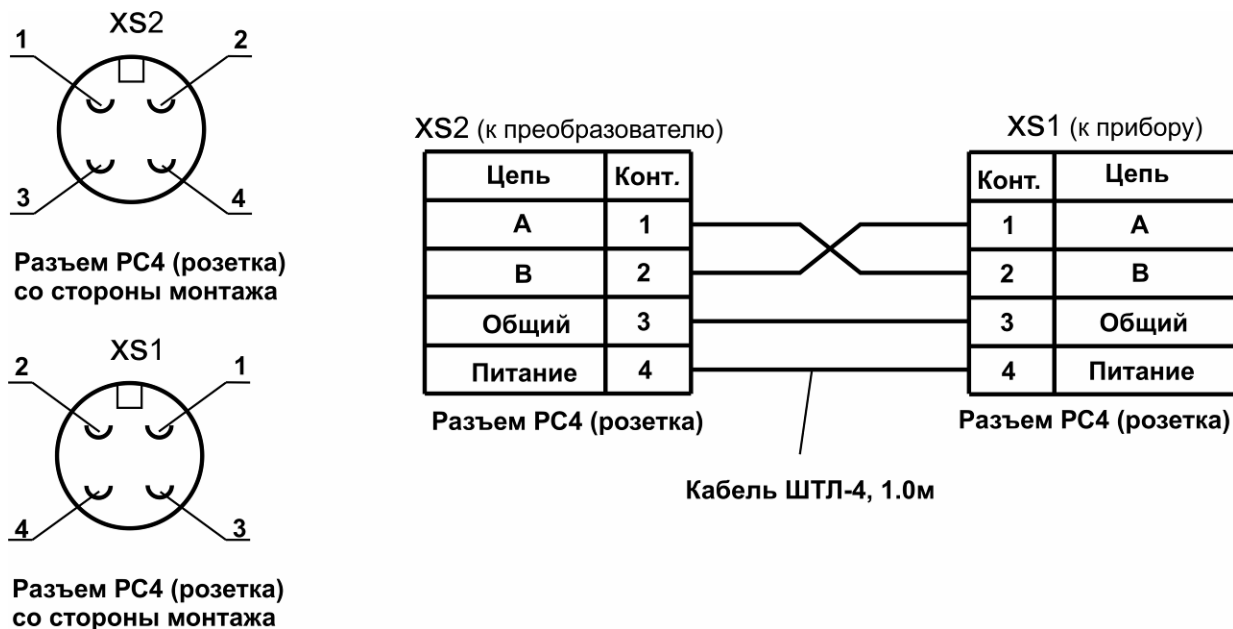 XS2
1 2
3 4
Разъем РС4 (розетка)
со стороны монтажа
XS1
2 1
4 3
Разъем РС4 (розетка)
со стороны монтажа
XS2 (к преобразователю)
Цепь Конт.
А 1
В 2
Общий 3
Питание 4
Разъем РС4 (розетка)
XS1 (к прибору)
Конт. Цепь
1 А
2 В
3 Общий
4 Питание
Разъем РС4 (розетка)
Кабель ШТЛ-4, 1.0м